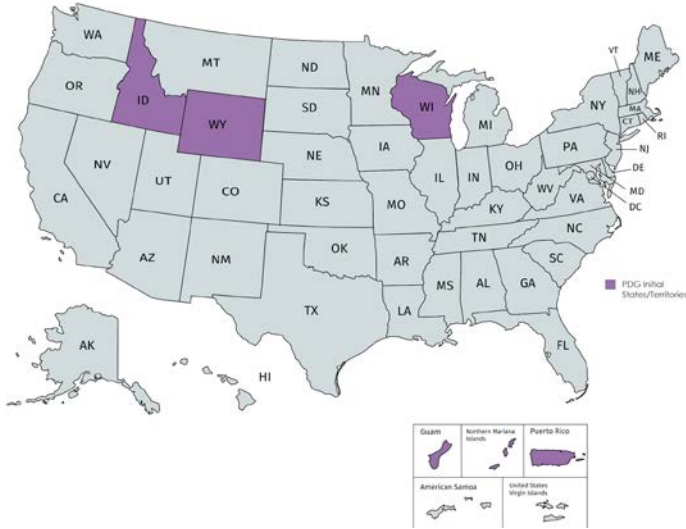 WA
MT
ND
MN
VT
ME
OR
ID
SD
WI
NH
NY
MA
WY
MI
CT
RI
IA
PA
NJ
NE
NV
OH
IL
IN
DE
UT
CO
WV
MD
CA
KS
MO
VA
DC
KY
NC
TN
OK
AZ
NM
AR
SC
MS
AL
GA
PDG Initial
States/Territories
TX
LA
AK
FL
HI
Guam
Northern Mariana
Islands
Puerto Rico
American Samoa
United States
Virgin Islands